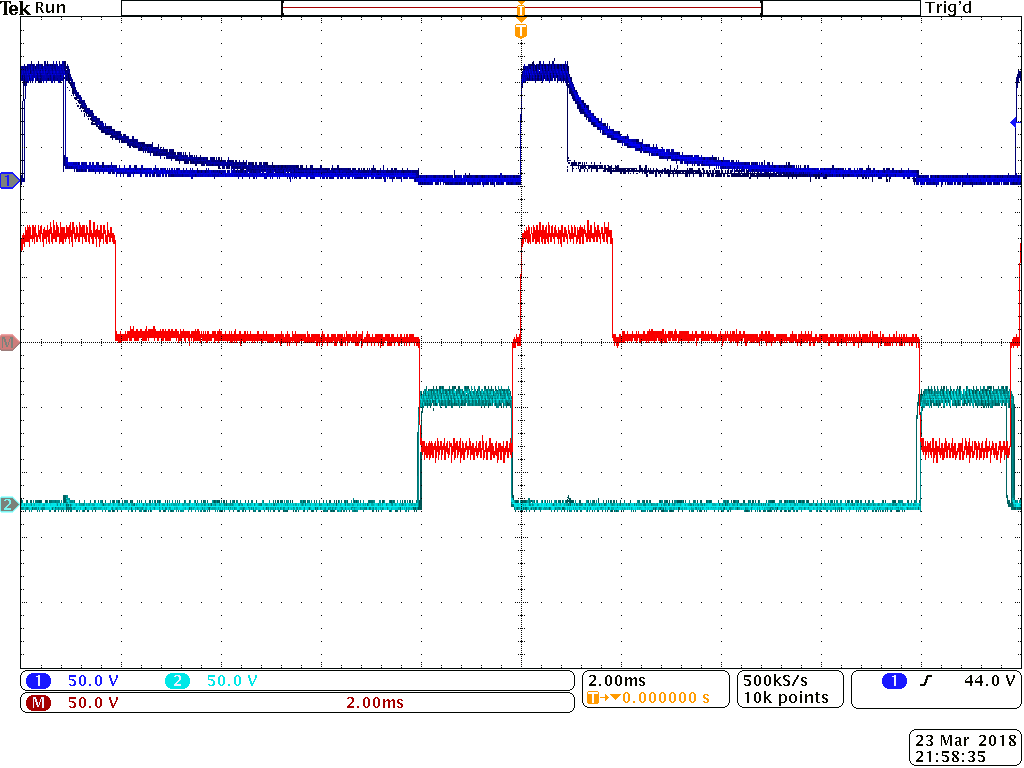 Tek Run Trig'd
T
T
1
M
2
1 50.0 V 2 50.0 V 2.00ms 500kS/s 1 44.0 V
M 50.0 V 2.00ms T→▼0.000000 s 10k points
23 Mar 2018
21:58:35